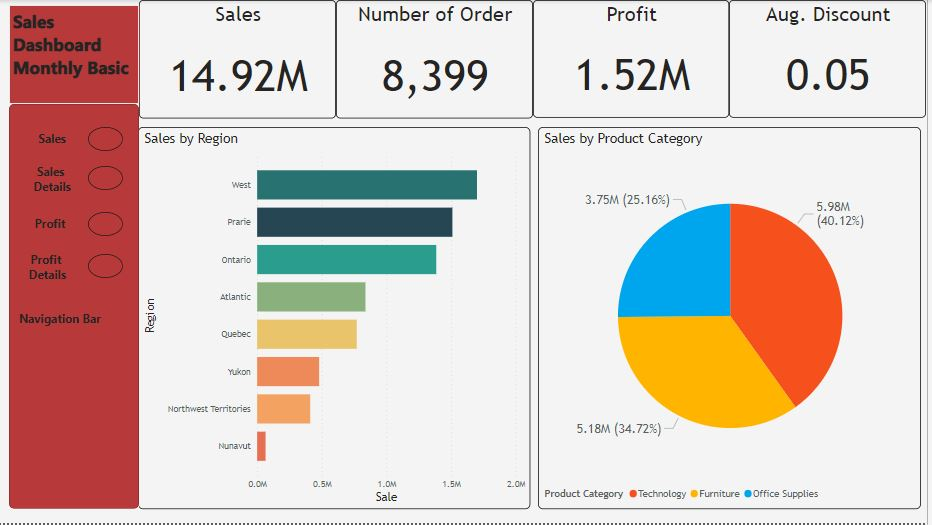 Sales
Dashboard
Monthly Basic
Sales
14.92M
Number of Order
8,399
Profit
1.52M
Aug. Discount
0.05
Sales
Sales
Details
Profit
Profit
Details
Navigation Bar
Sales by Region
Region
West
Prarie
Ontario
Atlantic
Quebec
Yukon
Northwest Territories
Nunavut
0.0M 0.5M 1.0M 1.5M 2.0M
Sale
Sales by Product Category
3.75M (25.16%)
5.98M
(40.12%)
5.18M (34.72%)
Product Category Technology Furniture Office Supplies